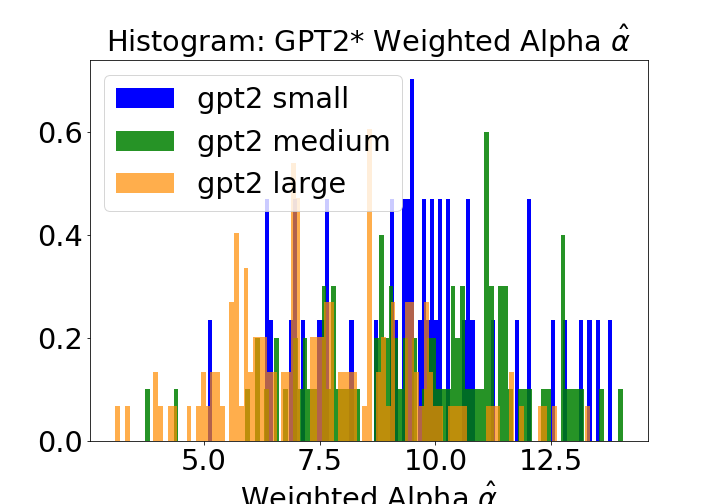 Histogram: GPT2* Weighted Alpha α̂
gpt2 small
gpt2 medium
gpt2 large
0.6
0.4
0.2
0.0
5.0 7.5 10.0 12.5
Weighted Alpha α̂